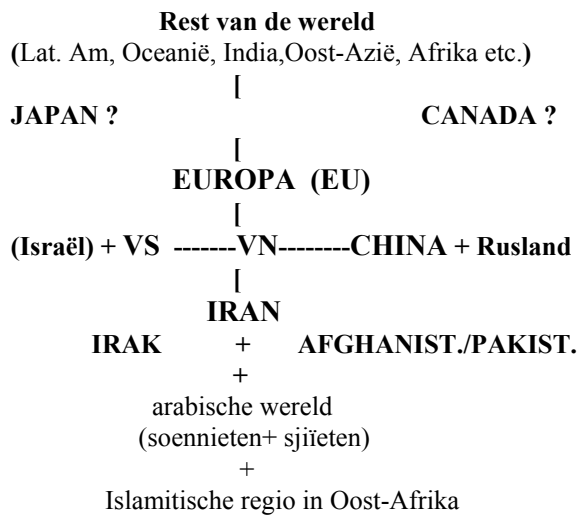 Rest van de wereld
(Lat. Am, Oceanië, India,Oost-Azië, Afrika etc.)
[
JAPAN ? CANADA ?
[
EUROPA (EU)
[
(Israël) + VS -------VN--------CHINA + Rusland
[
IRAN
IRAK + AFGHANIST./PAKIST.
+
arabische wereld
(soennieten+ sjiïeten)
+
Islamitische regio in Oost-Afrika